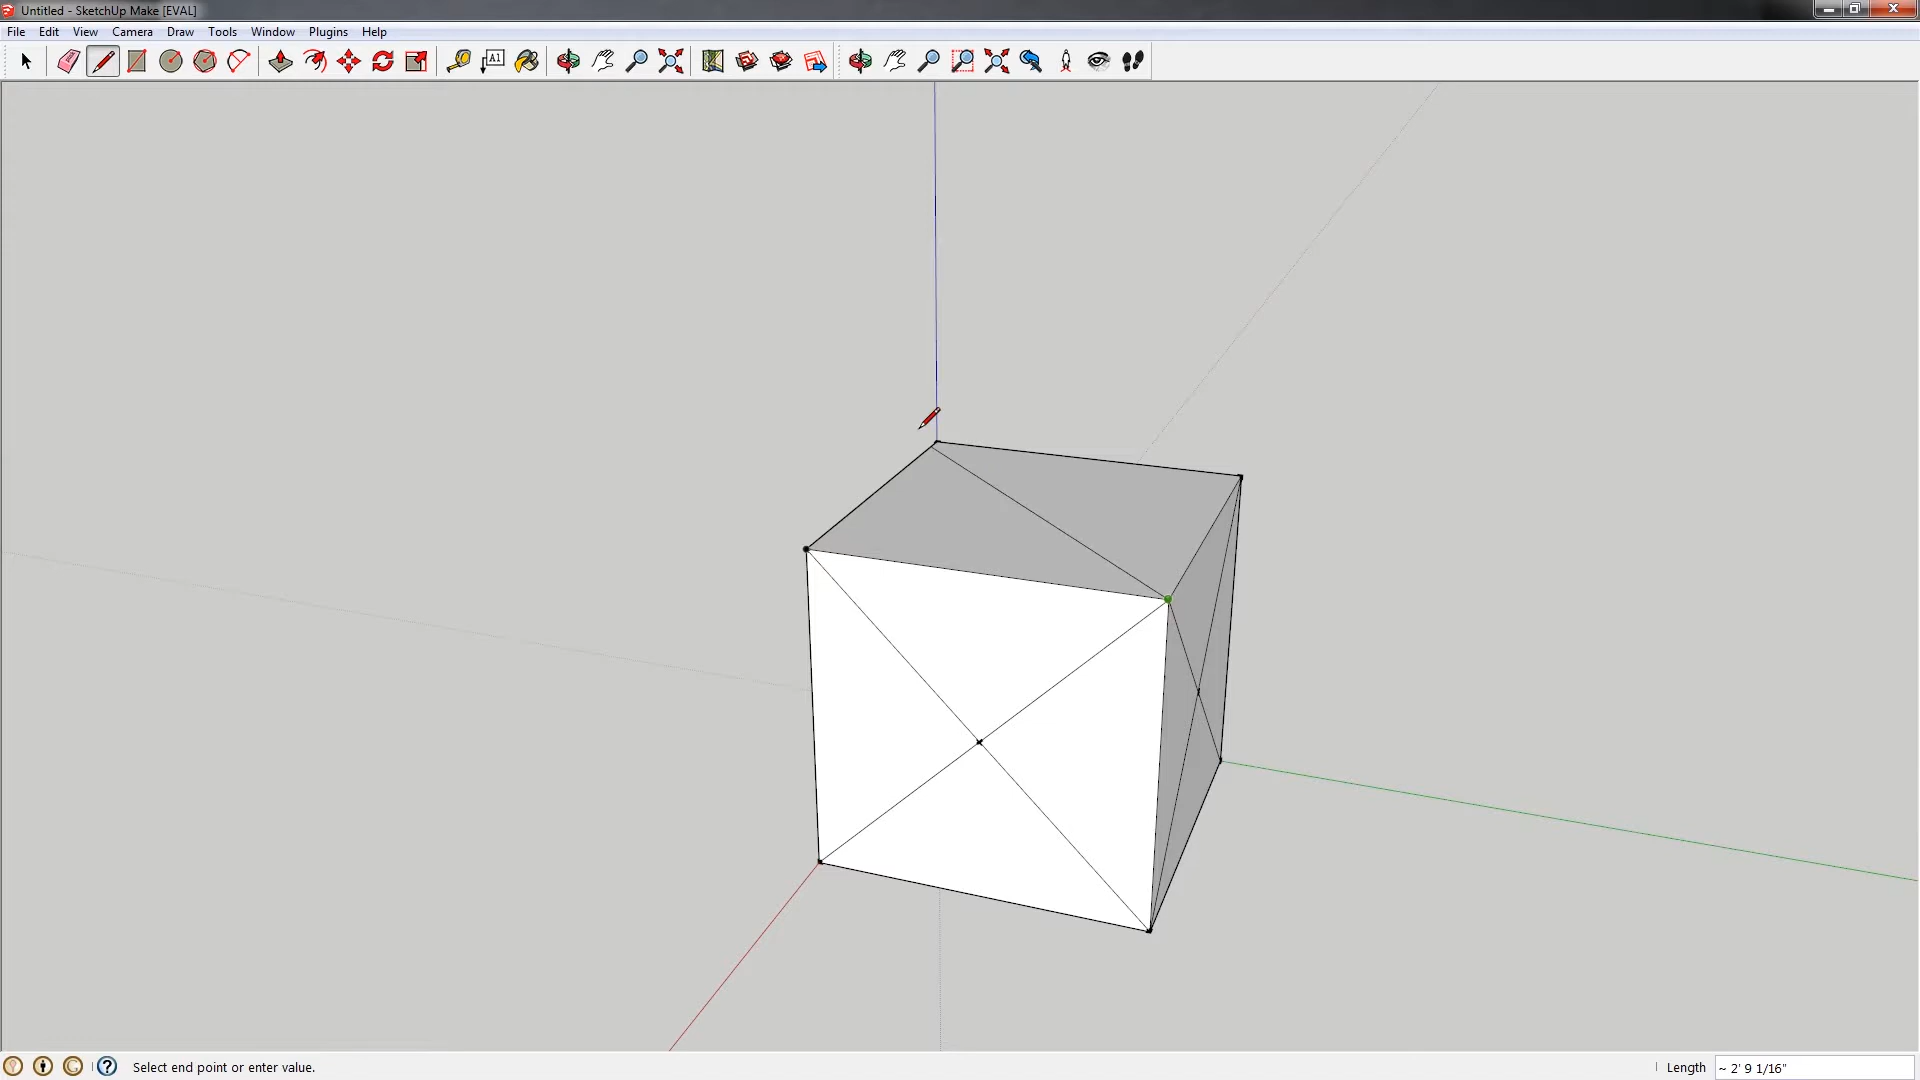 Untitled - SketchUp Make [EVAL]
File Edit View Camera Draw Tools Window Plugins Help
A1
Select end point or enter value.
Length ~ 2' 9 1/16"